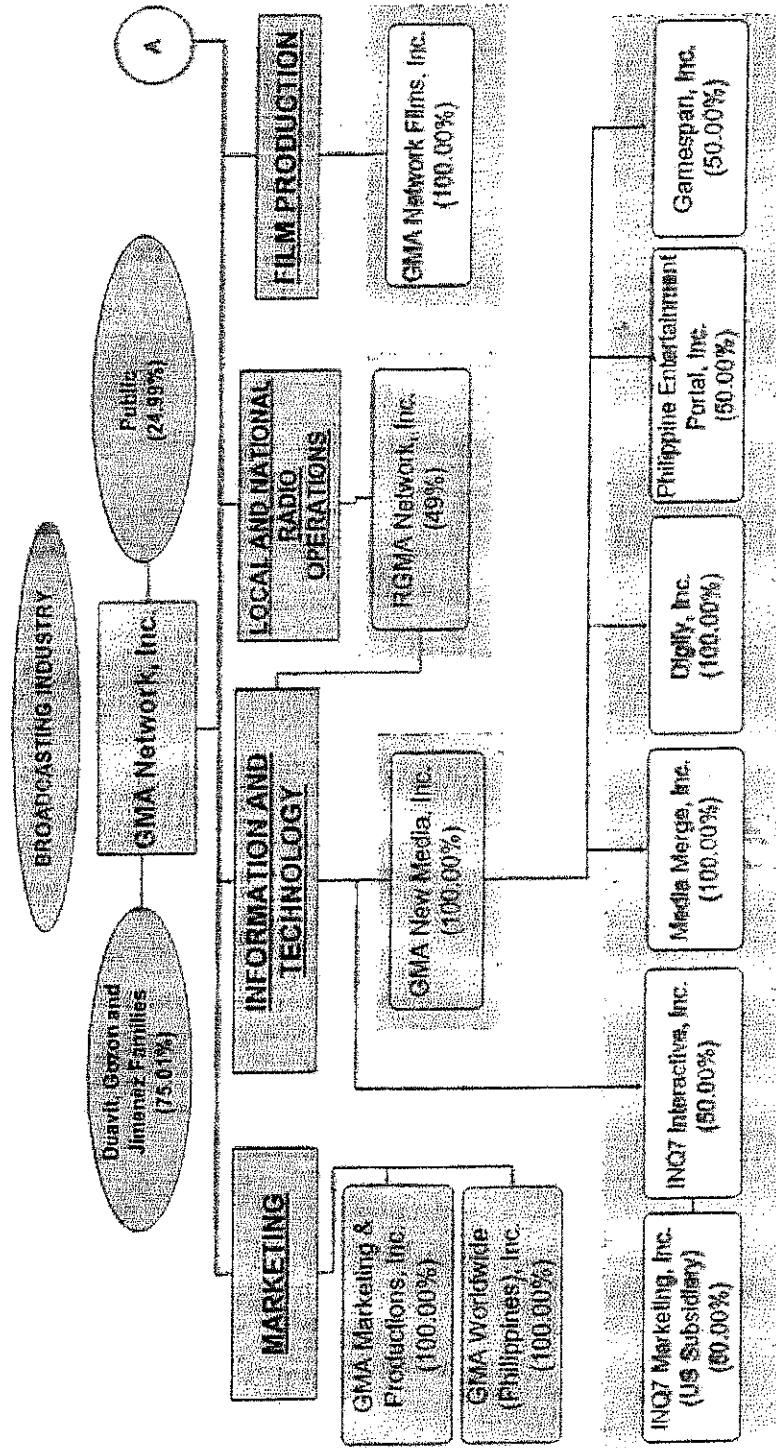 BROADCASTING INDUSTRY
Duavit, Gozon and
Jimenez Families
(75.01%)
GMA Network, Inc.
Public
(24.99%)
A
MARKETING
INFORMATION AND
TECHNOLOGY
LOCAL AND NATIONAL
RADIO
OPERATIONS
FILM PRODUCTION
GMA Marketing &
Productions, Inc.
(100.00%)
GMA Worldwide
(Philippines), Inc.
(100.00%)
GMA New Media, Inc.
(100.00%)
RGMA Network, Inc.
(49%)
GMA Network Films, Inc.
(100.00%)
INQ7 Marketing, Inc.
(US Subsidiary)
(50.00%)
INQ7 Interactive, Inc.
(50.00%)
Media Merge, Inc.
(100.00%)
Digify, Inc.
(100.00%)
Philippine Entertainment
Portal, Inc.
(50.00%)
Gamespan, Inc.
(50.00%)